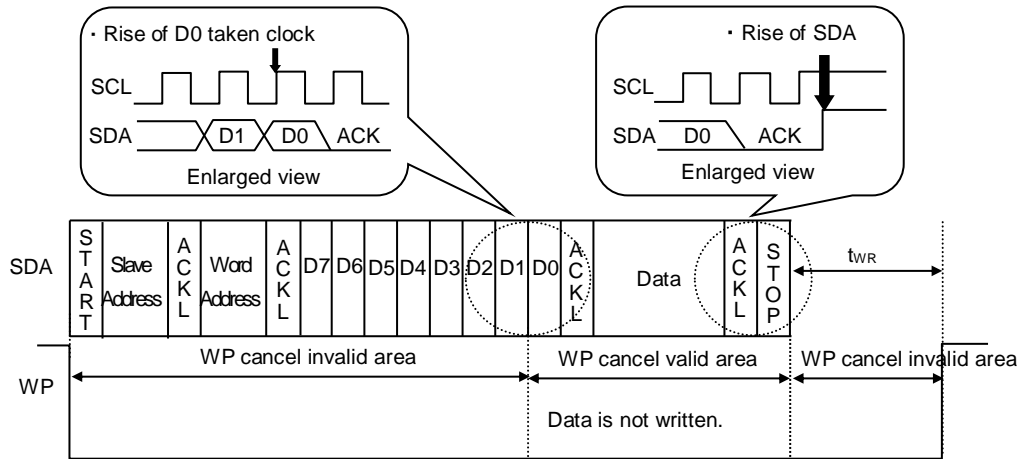 · Rise of D0 taken clock
SCL
SDA D1 D0 ACK
Enlarged view
· Rise of SDA
SCL
SDA D0 ACK
Enlarged view
SDA
START
Slave
Address
ACKL
Word
Address
ACKL
D7 D6 D5 D4 D3 D2 D1 D0
ACKL
Data
ACKL
STOP
tWR
WP
WP cancel invalid area
WP cancel valid area
WP cancel invalid area
Data is not written.